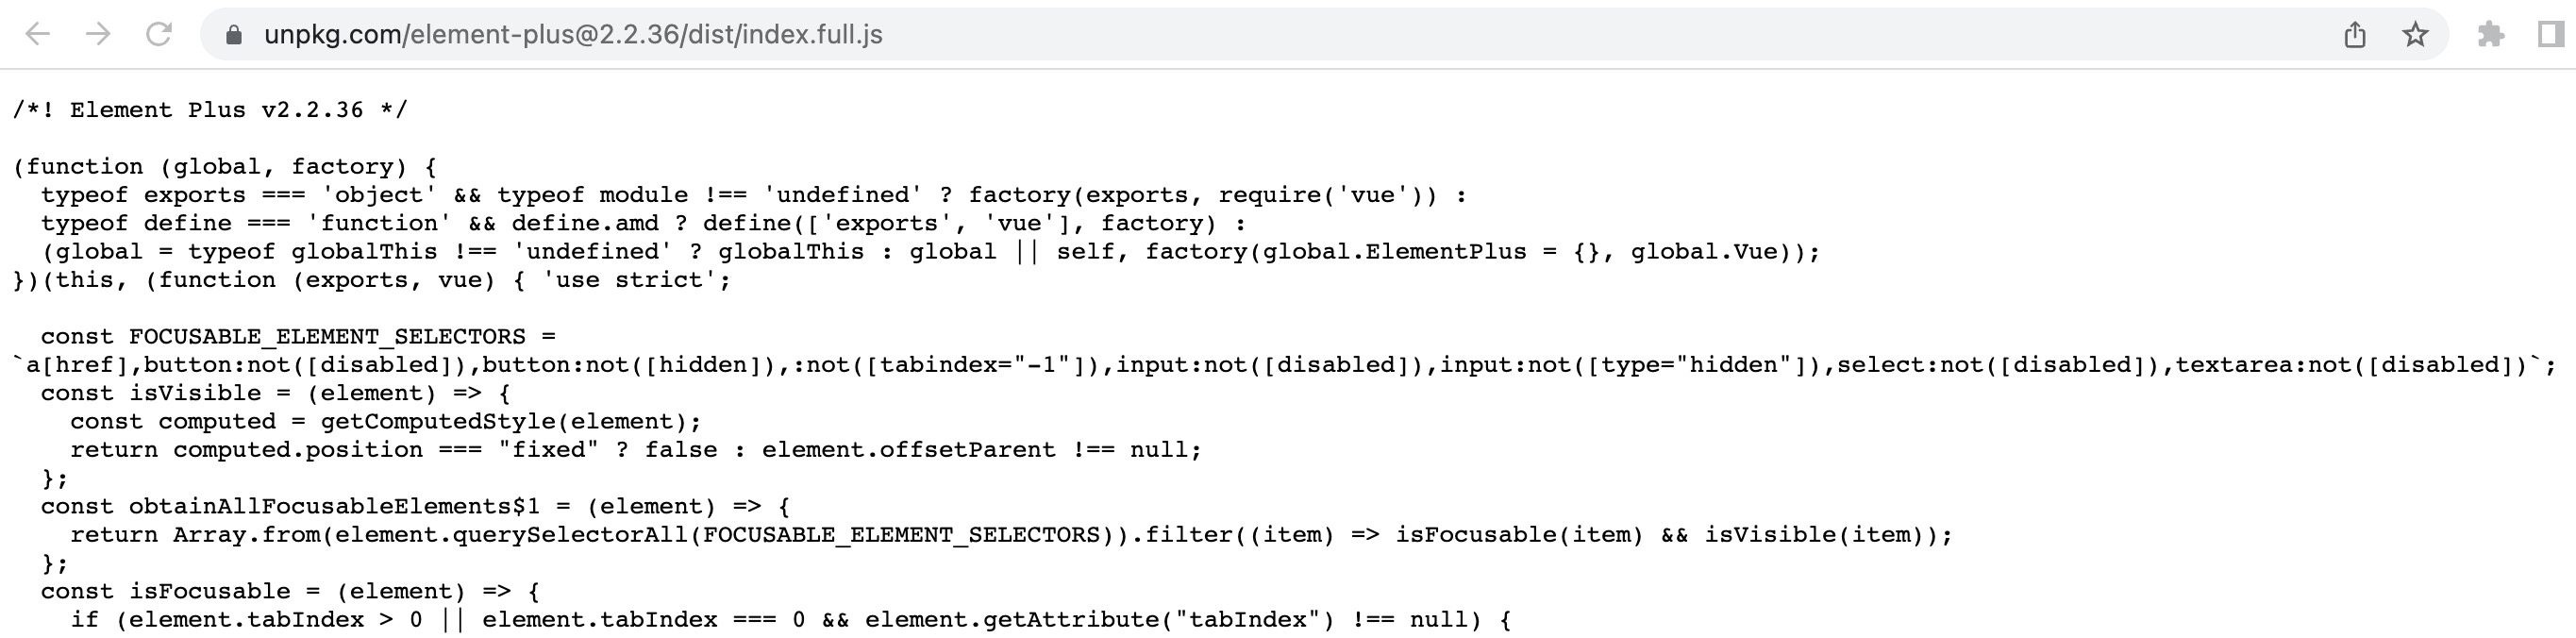 unpkg.com/element-plus@2.2.36/dist/index.full.js
/*! Element Plus v2.2.36 */
(function (global, factory) {
  typeof exports === 'object' && typeof module !== 'undefined' ? factory(exports, require('vue')) :
  typeof define === 'function' && define.amd ? define(['exports', 'vue'], factory) :
  (global = typeof globalThis !== 'undefined' ? globalThis : global || self, factory(global.ElementPlus = {}, global.Vue));
})(this, (function (exports, vue) { 'use strict';
  const FOCUSABLE_ELEMENT_SELECTORS =
`a[href],button:not([disabled]),button:not([hidden]),:not([tabindex="-1"]),input:not([disabled]),input:not([type="hidden"]),select:not([disabled]),textarea:not([disabled])`;
  const isVisible = (element) => {
    const computed = getComputedStyle(element);
    return computed.position === "fixed" ? false : element.offsetParent !== null;
  };
  const obtainAllFocusableElements$1 = (element) => {
    return Array.from(element.querySelectorAll(FOCUSABLE_ELEMENT_SELECTORS)).filter((item) => isFocusable(item) && isVisible(item));
  };
  const isFocusable = (element) => {
    if (element.tabIndex > 0 || element.tabIndex === 0 && element.getAttribute("tabIndex") !== null) {